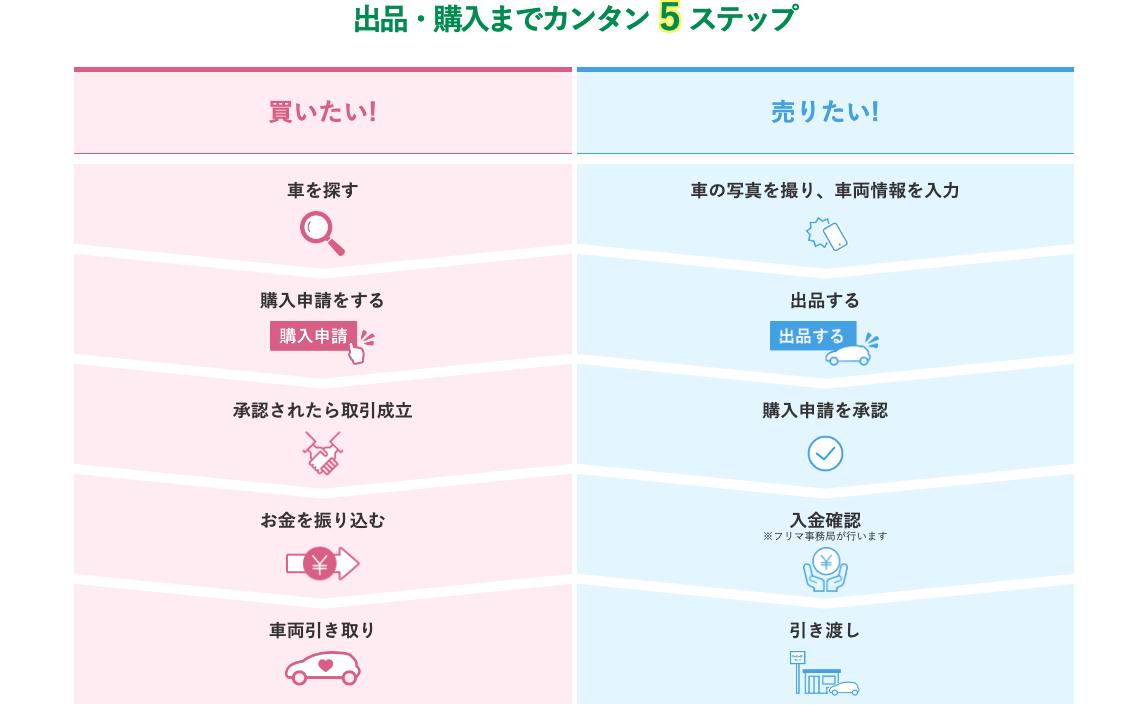 出品・購入までカンタン5ステップ
買いたい!
車を探す
購入申請をする
購入申請
承認されたら取引成立
お金を振り込む
¥
車両引き取り
売りたい!
車の写真を撮り、車両情報を入力
出品する
出品する
購入申請を承認
入金確認
※フリマ事務局が行います
¥
引き渡し